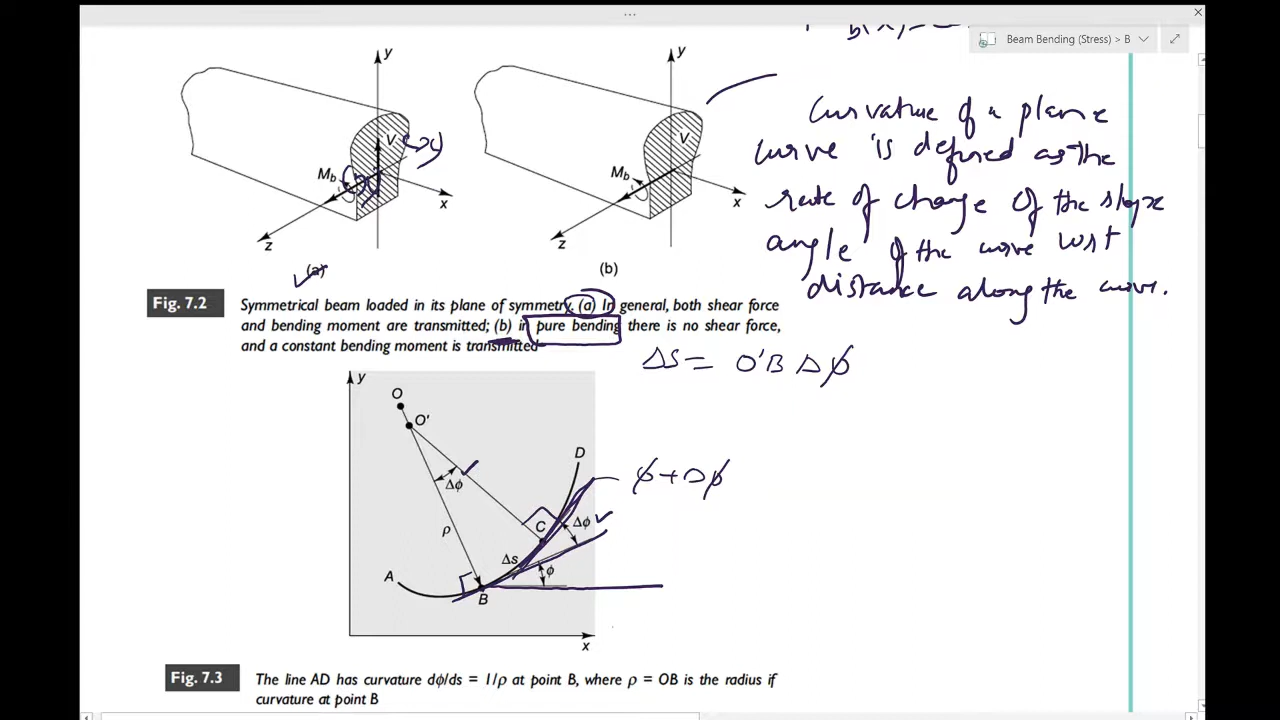 Beam Bending (Stress) > B
y
y
V
(x)
V
Mb
Mb
x
x
z
z
(a)
(b)
Curvature of a plane
curve is defined as the
rate of change of the slope
angle of the curve wrt
distance along the curve.
Fig. 7.2
Symmetrical beam loaded in its plane of symmetry. (a) In general, both shear force
and bending moment are transmitted; (b) in pure bending there is no shear force,
and a constant bending moment is transmitted
Δs = O'B Δϕ
y
O
O'
D
Δϕ
ϕ+Δϕ
ρ
C
Δϕ
Δs
A
ϕ
B
x
Fig. 7.3
The line AD has curvature dϕ/ds = 1/ρ at point B, where ρ = OB is the radius if
curvature at point B